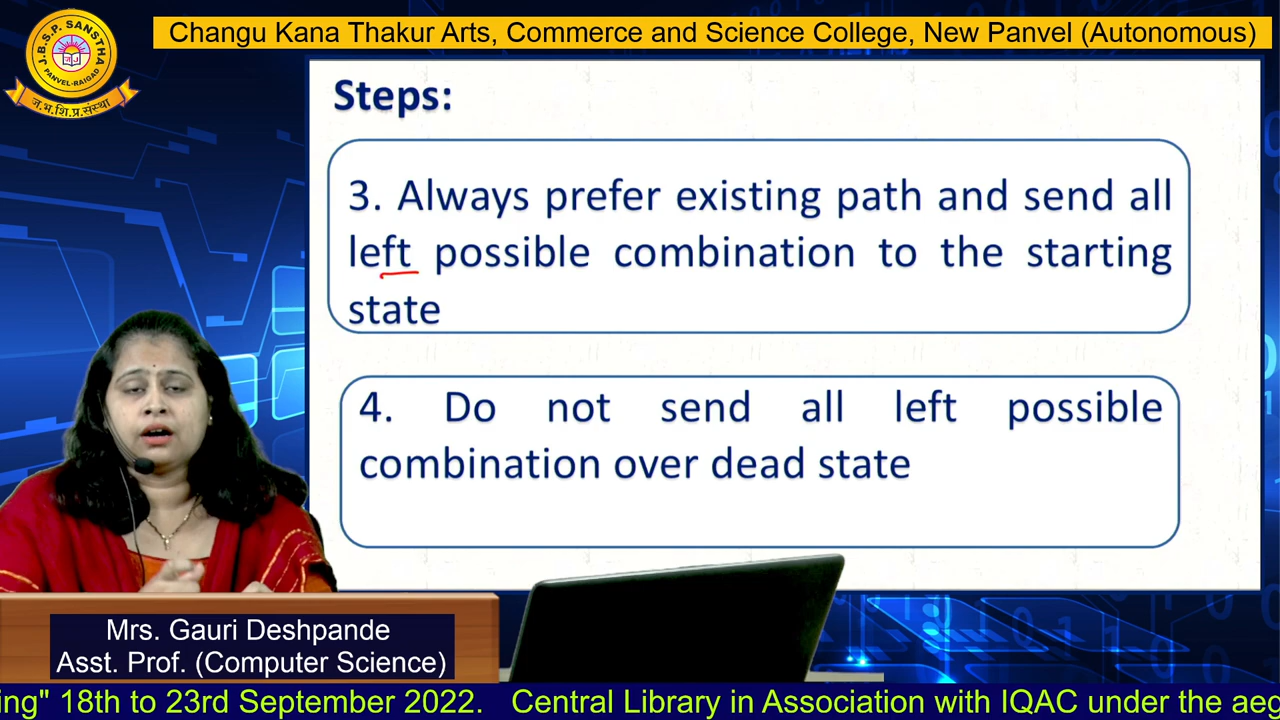 Changu Kana Thakur Arts, Commerce and Science College, New Panvel (Autonomous)
J.B.S.P. SANSTHA
PANVEL-RAIGAD
ज.भ.शि.प्र.संस्था
Steps:
3. Always prefer existing path and send all
left possible combination to the starting
state
4. Do not send all left possible
combination over dead state
Mrs. Gauri Deshpande
Asst. Prof. (Computer Science)
ing" 18th to 23rd September 2022. Central Library in Association with IQAC under the aeg